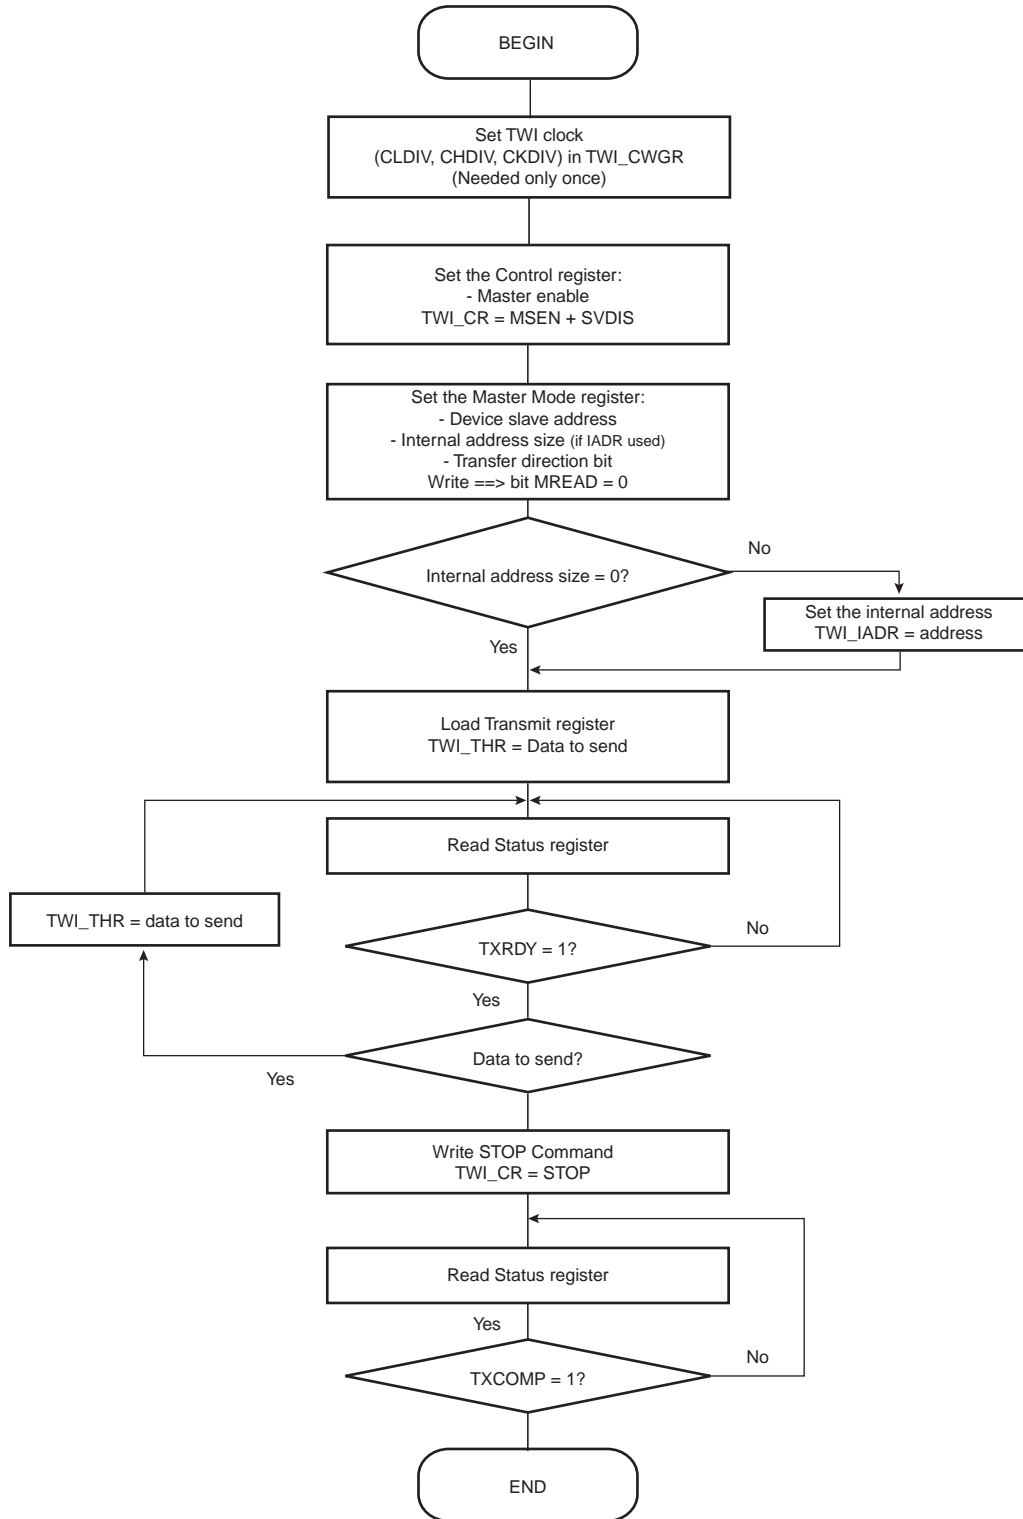 BEGIN
Set TWI clock
(CLDIV, CHDIV, CKDIV) in TWI_CWGR
(Needed only once)
Set the Control register:
- Master enable
TWI_CR = MSEN + SVDIS
Set the Master Mode register:
- Device slave address
- Internal address size (if IADR used)
- Transfer direction bit
Write ==> bit MREAD = 0
No
Internal address size = 0?
Set the internal address
TWI_IADR = address
Yes
Load Transmit register
TWI_THR = Data to send
Read Status register
TWI_THR = data to send
No
TXRDY = 1?
Yes
Data to send?
Yes
Write STOP Command
TWI_CR = STOP
Read Status register
Yes
No
TXCOMP = 1?
END